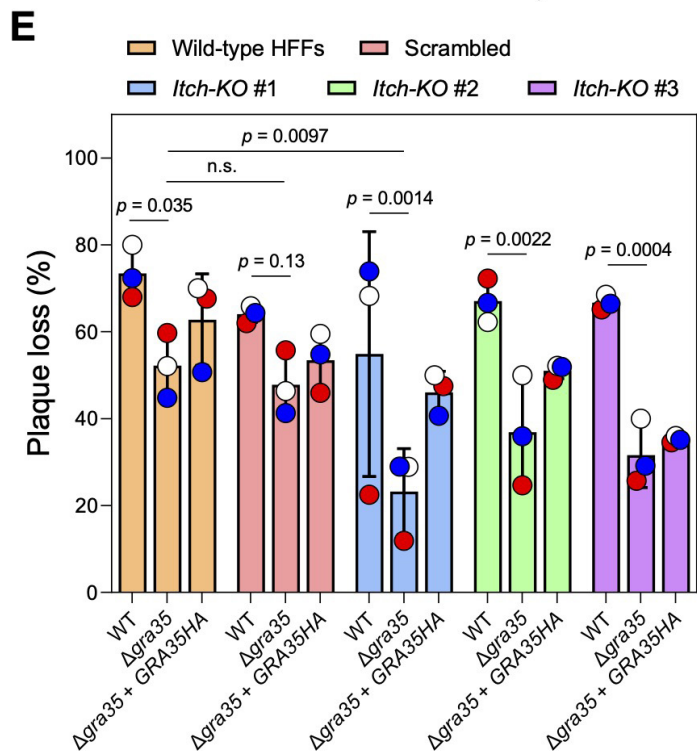 E
Wild-type HFFs Scrambled
Itch-KO #1 Itch-KO #2 Itch-KO #3
Plaque loss (%)
100
80
60
40
20
0
p = 0.0097
n.s.
p = 0.035
p = 0.13
p = 0.0014
p = 0.0022
p = 0.0004
WT
Δgra35
Δgra35 + GRA35HA
WT
Δgra35
Δgra35 + GRA35HA
WT
Δgra35
Δgra35 + GRA35HA
WT
Δgra35
Δgra35 + GRA35HA
WT
Δgra35
Δgra35 + GRA35HA